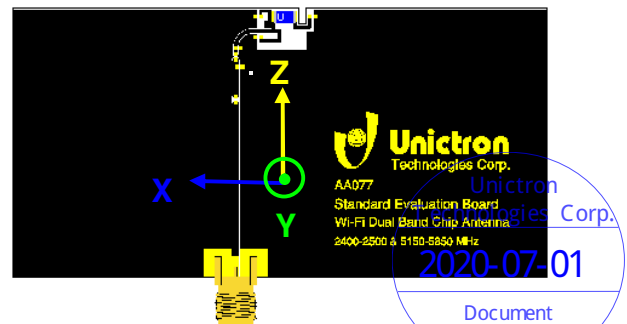 U
Z
X
Y
Unictron
Technologies Corp.
AA077
Standard Evaluation Board
Wi-Fi Dual Band Chip Antenna
2400-2500 & 5150-5850 MHz
Unictron
Technologies Corp.
2020-07-01
Document